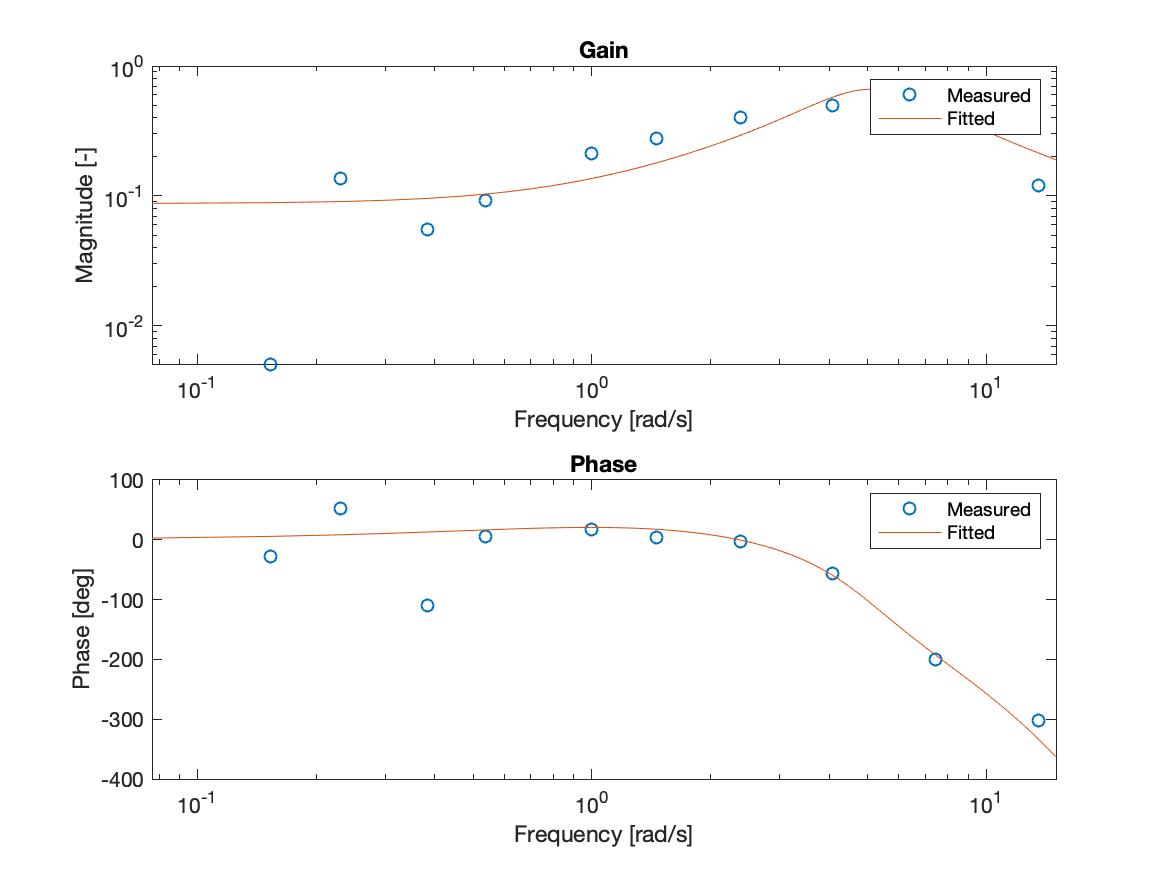 Gain
10^0
10^-1
10^-2
Magnitude [-]
Measured
Fitted
10^-1 10^0 10^1
Frequency [rad/s]
Phase
100
0
-100
-200
-300
-400
Phase [deg]
Measured
Fitted
10^-1 10^0 10^1
Frequency [rad/s]